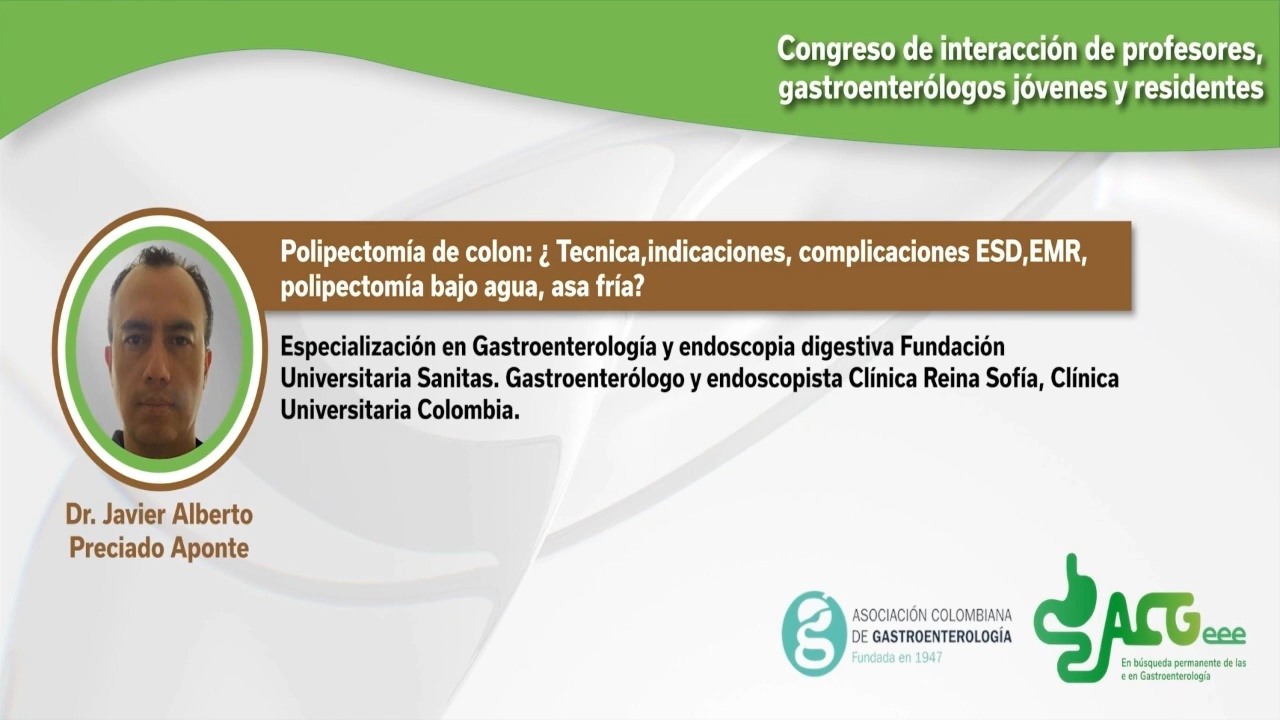 Congreso de interacción de profesores,
gastroenterólogos jóvenes y residentes
Polipectomía de colon: ¿ Tecnica,indicaciones, complicaciones ESD,EMR,
polipectomía bajo agua, asa fría?
Especialización en Gastroenterología y endoscopia digestiva Fundación
Universitaria Sanitas. Gastroenterólogo y endoscopista Clínica Reina Sofía, Clínica
Universitaria Colombia.
Dr. Javier Alberto
Preciado Aponte
ASOCIACIÓN COLOMBIANA
DE GASTROENTEROLOGÍA
Fundada en 1947
ACGeee
En búsqueda permanente de las
e en Gastroenterología